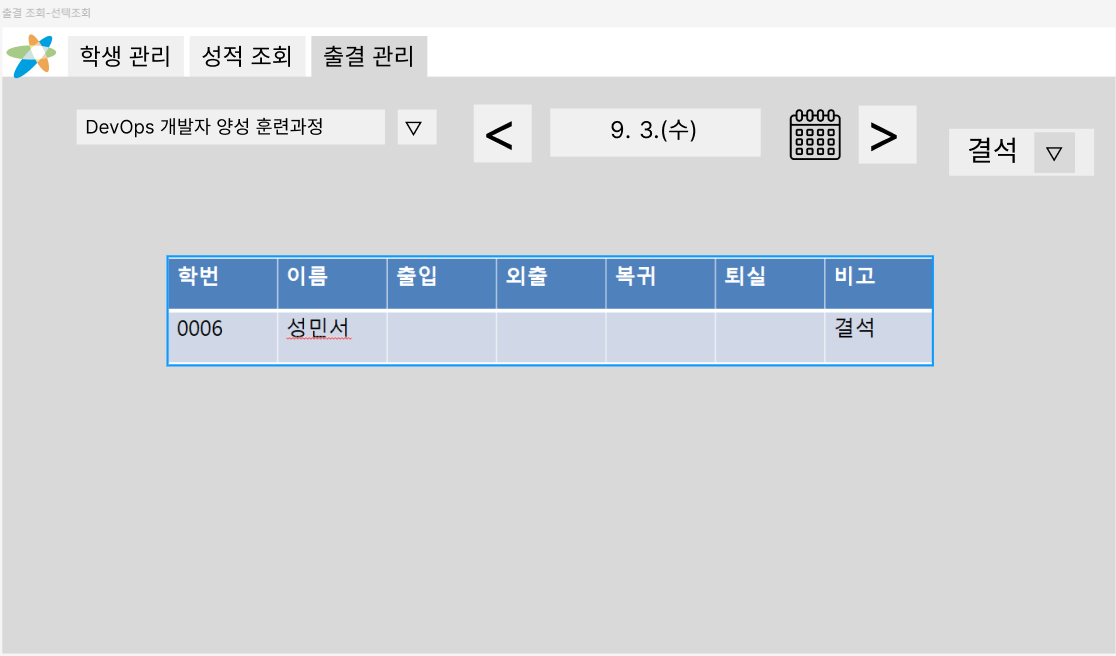 출결 조회-선택조회
학생 관리 성적 조회 출결 관리
DevOps 개발자 양성 훈련과정 ▽ < 9. 3.(수) > 결석 ▽
학번 이름 출입 외출 복귀 퇴실 비고
0006 성민서 결석